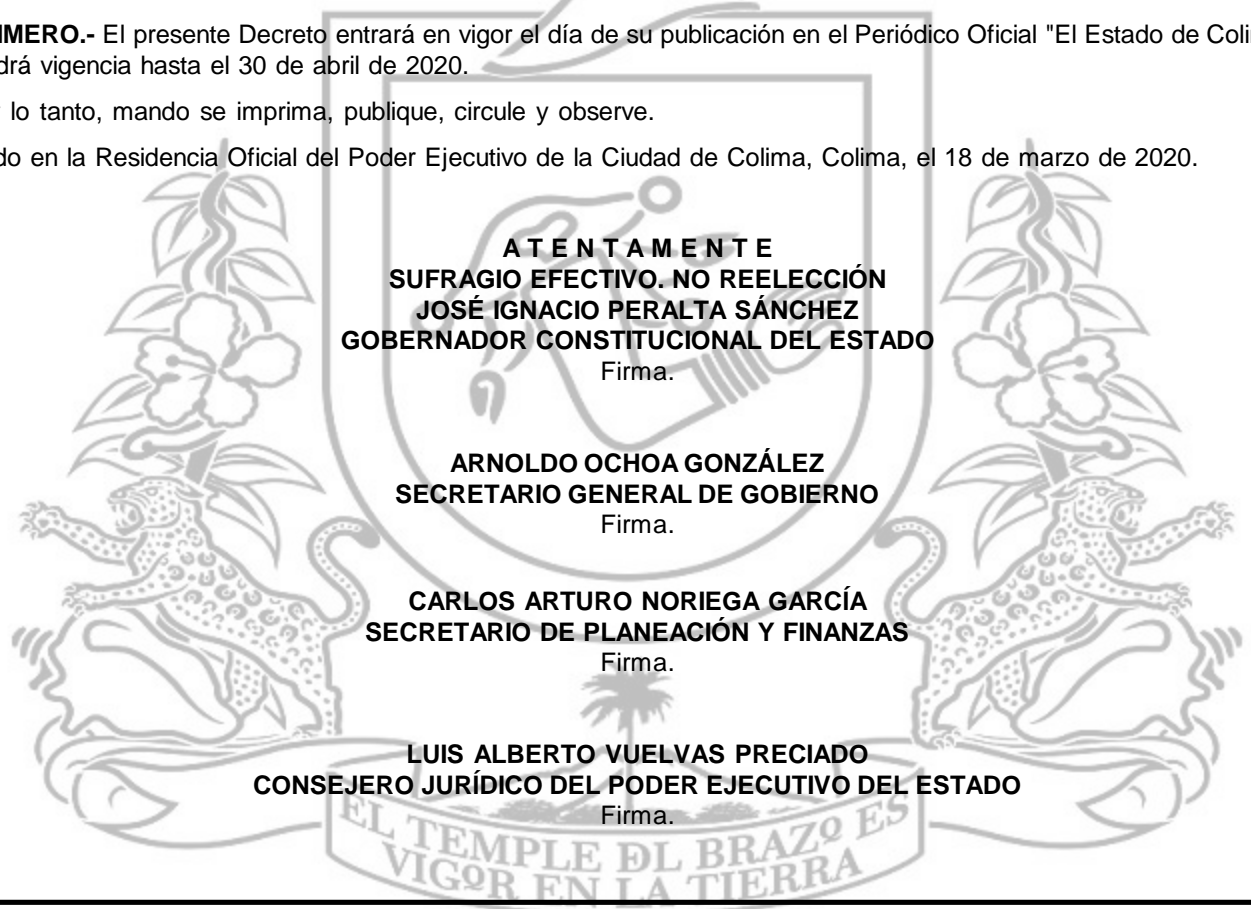 IMERO.- El presente Decreto entrará en vigor el día de su publicación en el Periódico Oficial "El Estado de Coli
drá vigencia hasta el 30 de abril de 2020.
lo tanto, mando se imprima, publique, circule y observe.
do en la Residencia Oficial del Poder Ejecutivo de la Ciudad de Colima, Colima, el 18 de marzo de 2020.
A T E N T A M E N T E
SUFRAGIO EFECTIVO. NO REELECCIÓN
JOSÉ IGNACIO PERALTA SÁNCHEZ
GOBERNADOR CONSTITUCIONAL DEL ESTADO
Firma.
ARNOLDO OCHOA GONZÁLEZ
SECRETARIO GENERAL DE GOBIERNO
Firma.
CARLOS ARTURO NORIEGA GARCÍA
SECRETARIO DE PLANEACIÓN Y FINANZAS
Firma.
LUIS ALBERTO VUELVAS PRECIADO
CONSEJERO JURÍDICO DEL PODER EJECUTIVO DEL ESTADO
Firma.
EL TEMPLE DL BRAZO ES
VIGOR EN LA TIERRA